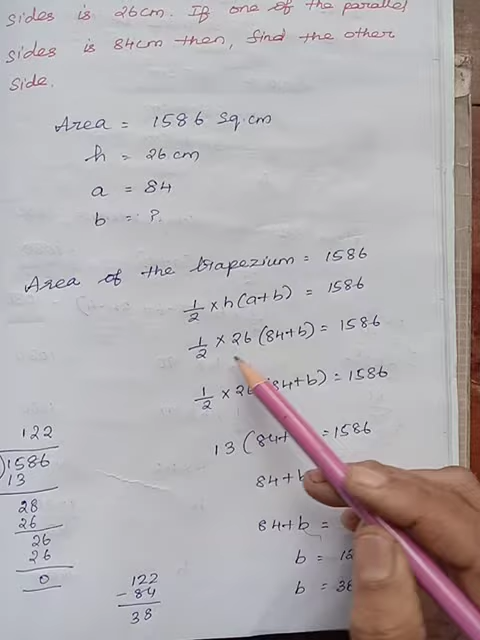 sides is 26cm. If one of the parallel
sides is 84cm then, find the other
side.
Area = 1586 sq.cm
h = 26 cm
a = 84
b = ?
Area of the trapezium = 1586
1/2 × h(a+b) = 1586
1/2 × 26 (84+b) = 1586
1/2 × 26 (84+b) = 1586
13 (84+ = 1586
84+b
84+b =
b = 12
b = 38
122
)1586
13
28
26
26
26
0
122
- 84
38